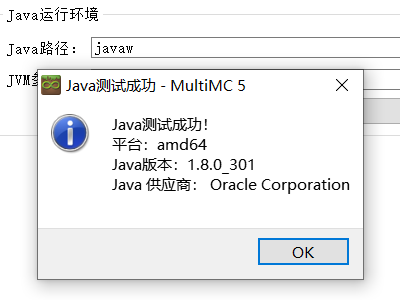 Java运行环境
Java路径： javaw
JVM参
Java测试成功 - MultiMC 5
Java测试成功！
平台：amd64
Java版本：1.8.0_301
Java 供应商： Oracle Corporation
OK